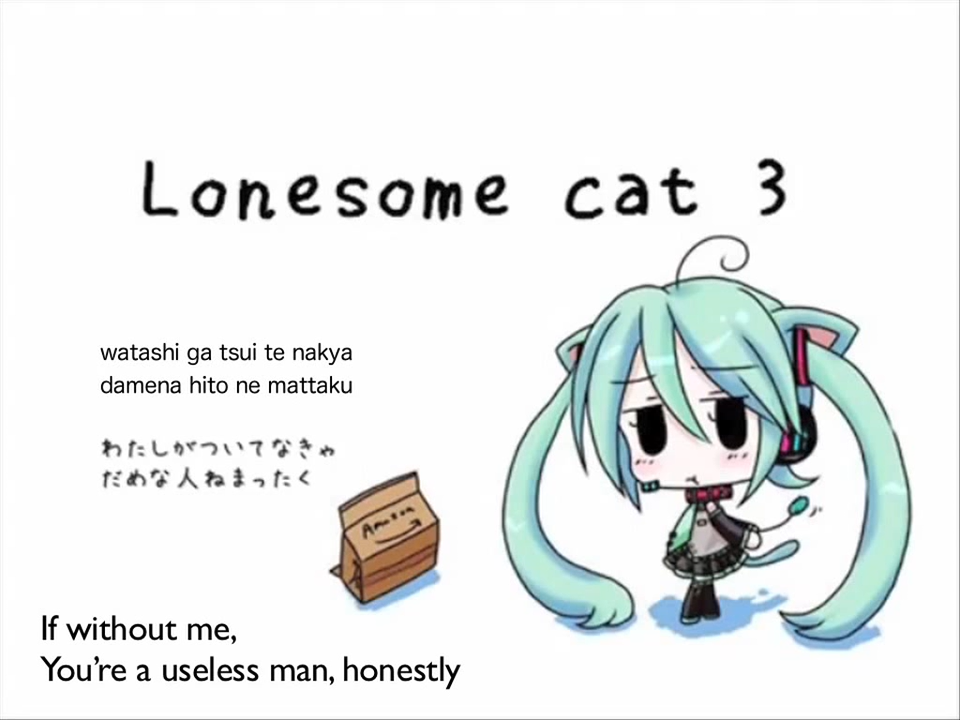 Lonesome cat 3
watashi ga tsui te nakya
damena hito ne mattaku
わたしがついてなきゃ
だめな人ねまったく
Amazon
If without me,
You're a useless man, honestly